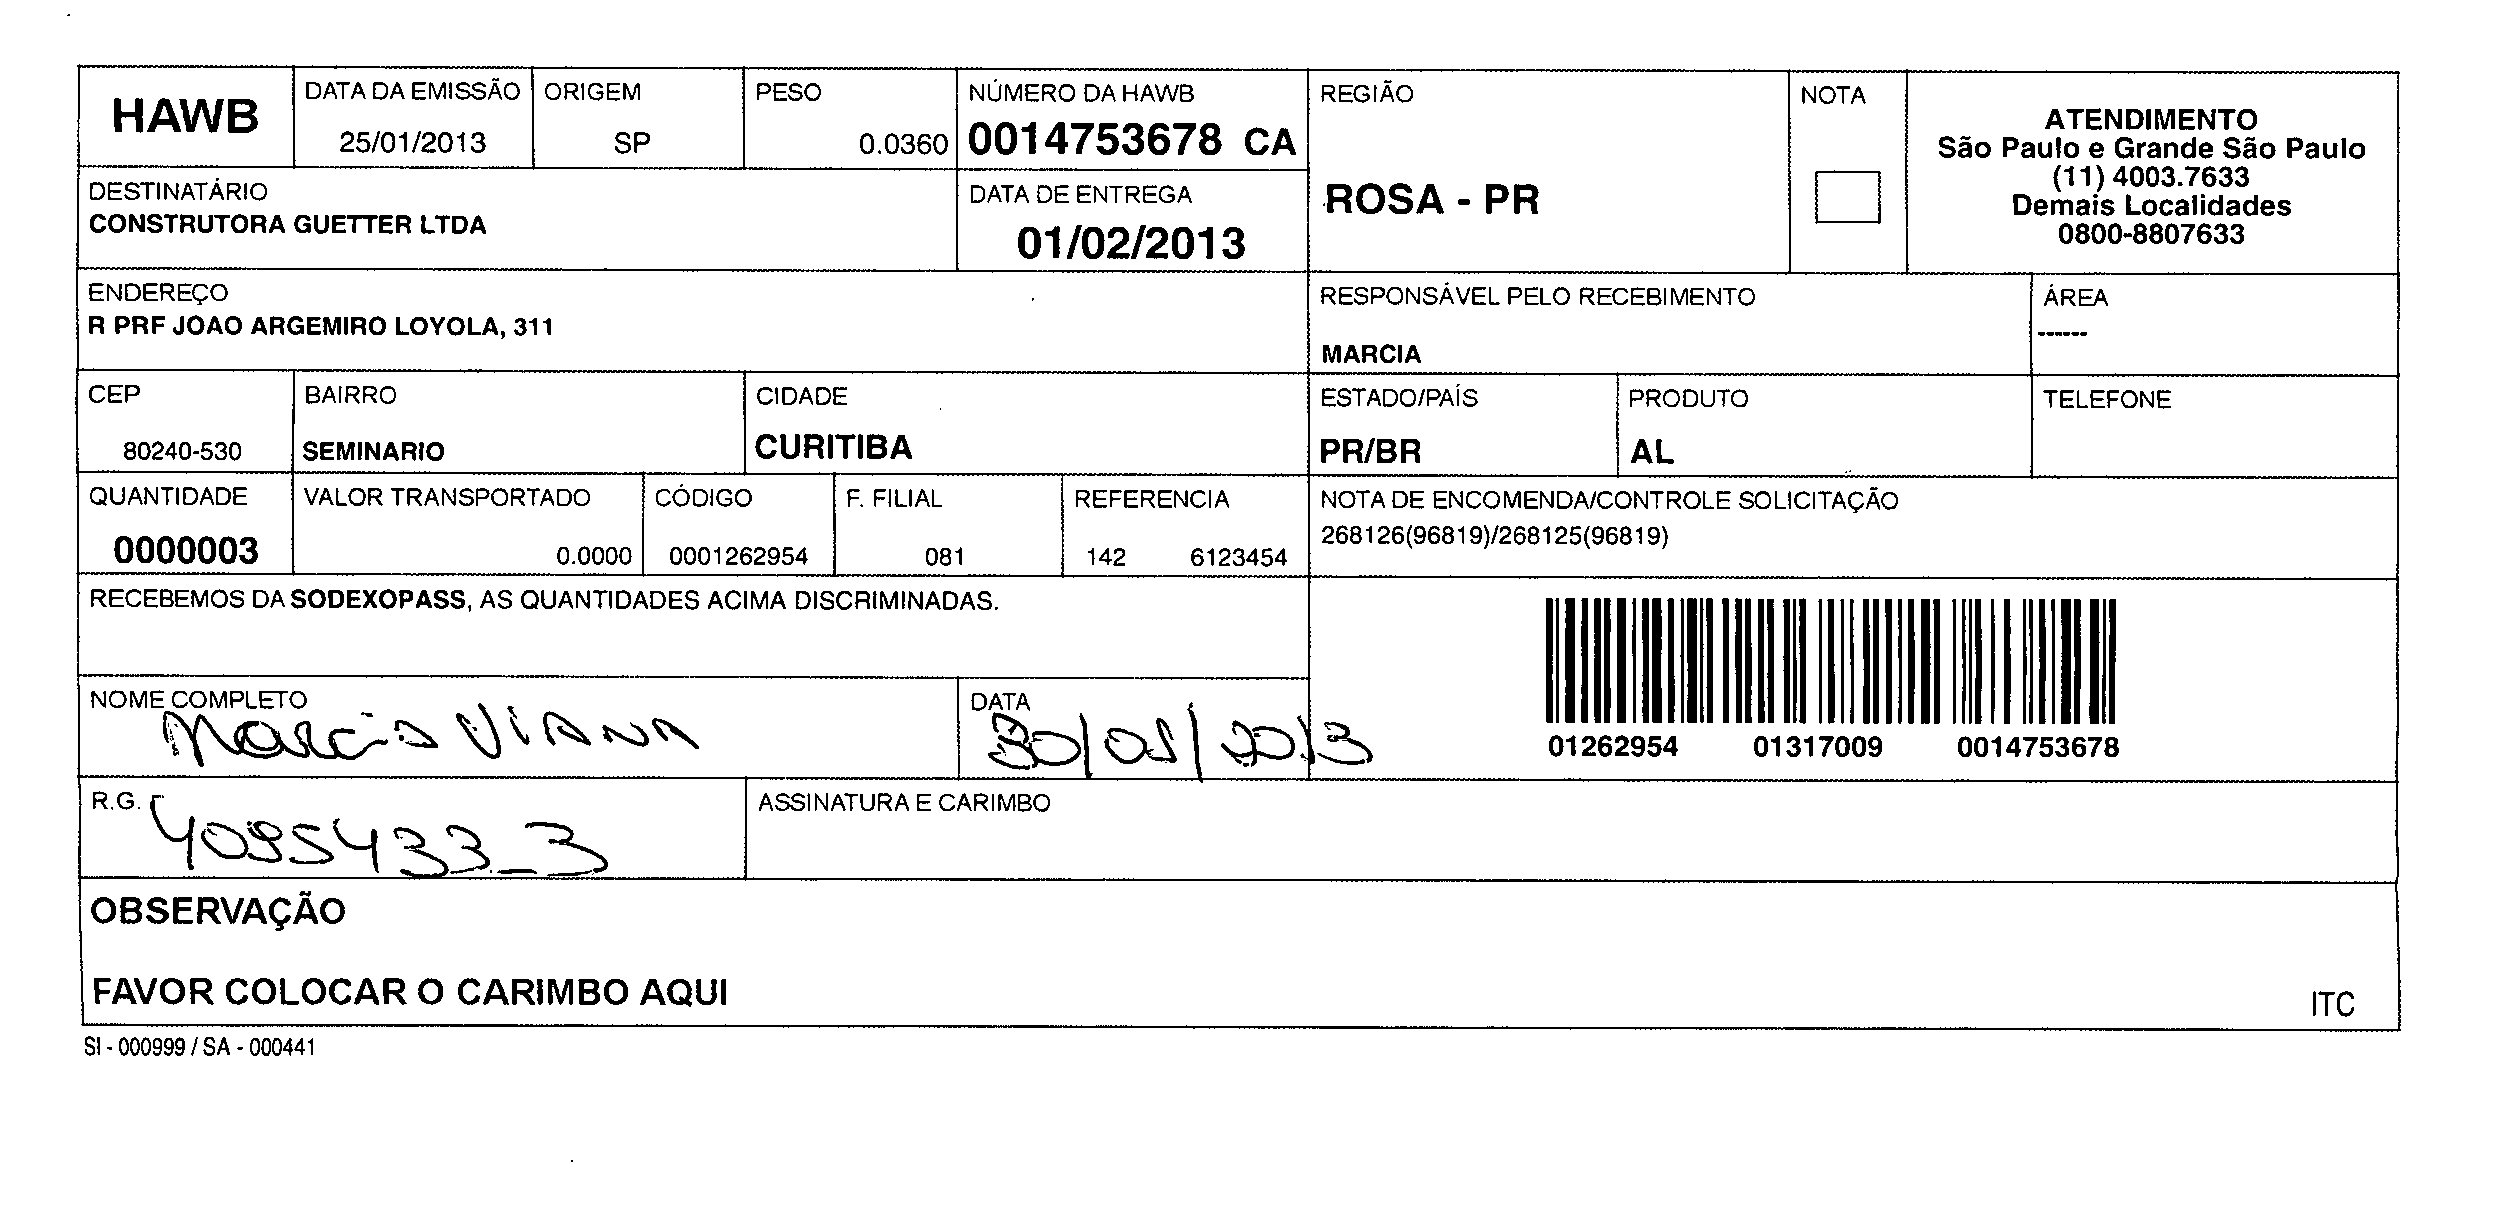 HAWB
DATA DA EMISSÃO
25/01/2013
ORIGEM
SP
PESO
0.0360
NÚMERO DA HAWB
0014753678 CA
REGIÃO
ROSA - PR
NOTA
ATENDIMENTO
São Paulo e Grande São Paulo
(11) 4003.7633
Demais Localidades
0800-8807633
DESTINATÁRIO
CONSTRUTORA GUETTER LTDA
DATA DE ENTREGA
01/02/2013
ENDEREÇO
R PRF JOAO ARGEMIRO LOYOLA, 311
RESPONSÁVEL PELO RECEBIMENTO
MARCIA
ÁREA
------
CEP
80240-530
BAIRRO
SEMINARIO
CIDADE
CURITIBA
ESTADO/PAÍS
PR/BR
PRODUTO
AL
TELEFONE
QUANTIDADE
0000003
VALOR TRANSPORTADO
0.0000
CÓDIGO
0001262954
F. FILIAL
081
REFERENCIA
142 6123454
NOTA DE ENCOMENDA/CONTROLE SOLICITAÇÃO
268126(96819)/268125(96819)
RECEBEMOS DA SODEXOPASS, AS QUANTIDADES ACIMA DISCRIMINADAS.
01262954 01317009 0014753678
NOME COMPLETO
Marcia VIANA
DATA
30/01/2013
R.G.
4095433-3
ASSINATURA E CARIMBO
OBSERVAÇÃO
FAVOR COLOCAR O CARIMBO AQUI
ITC
SI - 000999 / SA - 000441